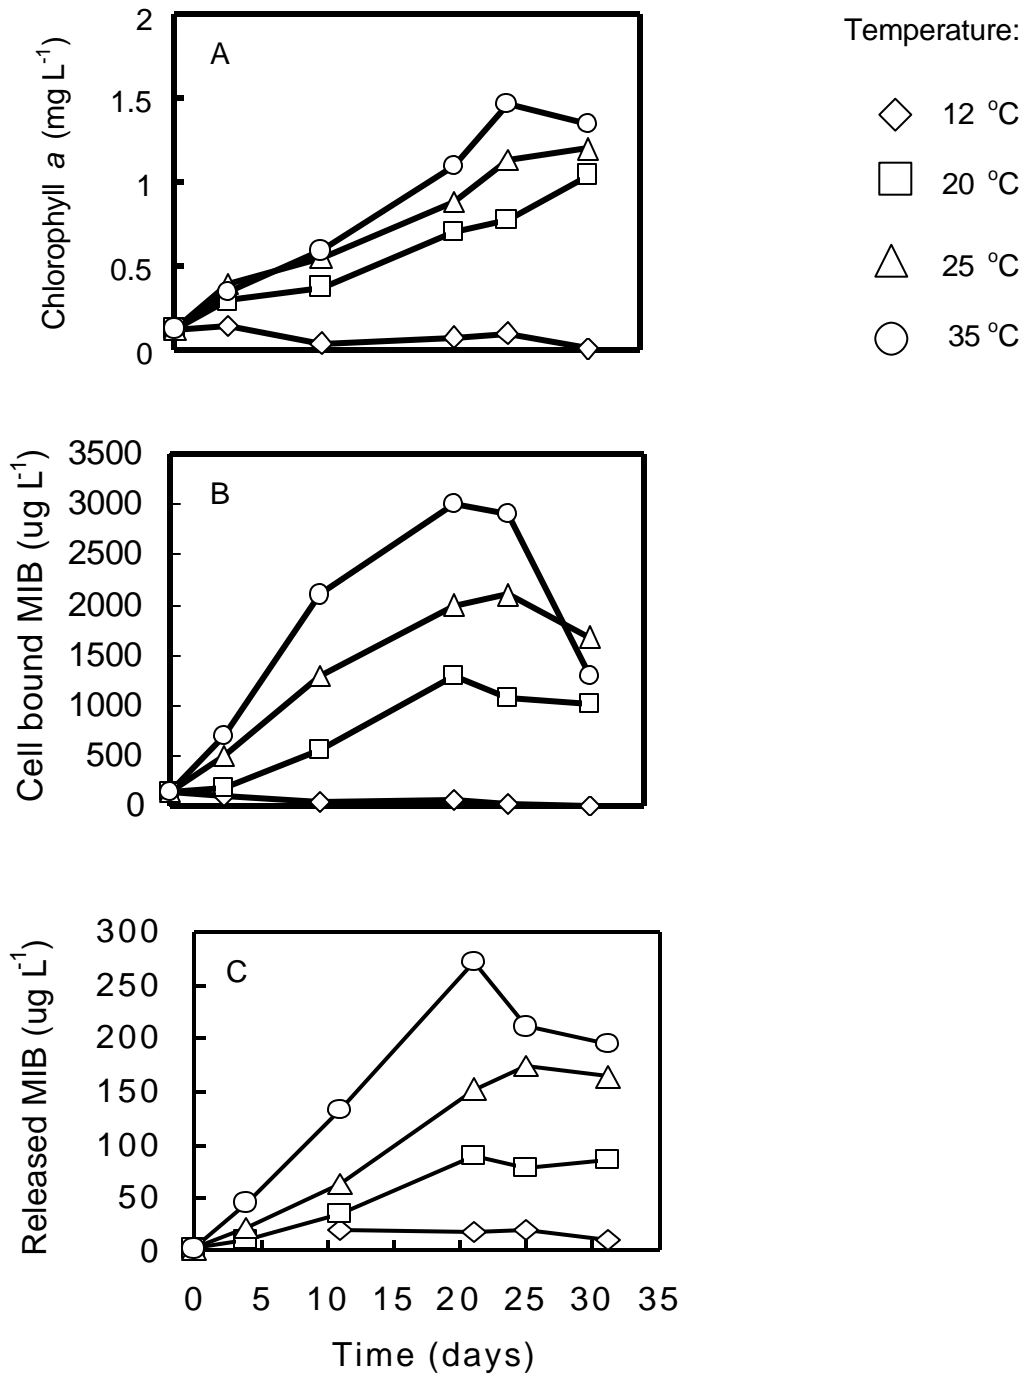 Temperature:
12 °C
20 °C
25 °C
35 °C
A
Chlorophyll a (mg L-1)
2
1.5
1
0.5
0
B
Cell bound MIB (ug L-1)
3500
3000
2500
2000
1500
1000
500
0
C
Released MIB (ug L-1)
300
250
200
150
100
50
0
0 5 10 15 20 25 30 35
Time (days)